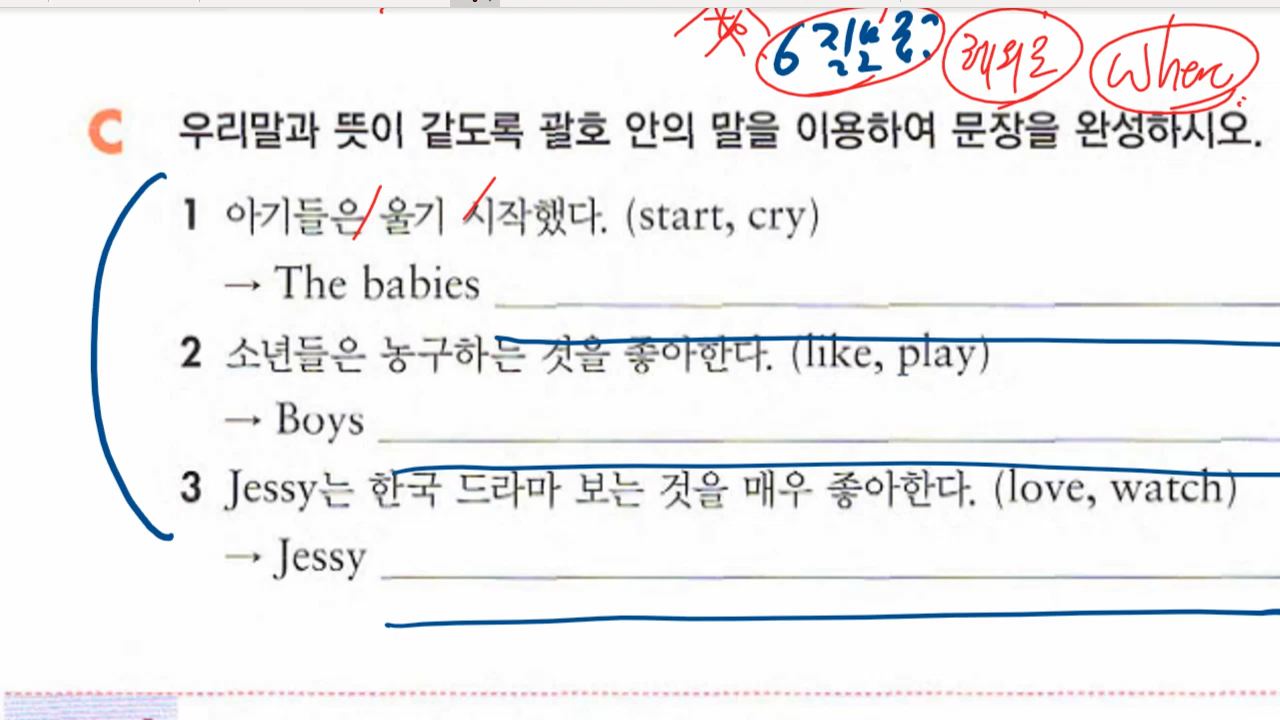 6 질문을? 예외로 When
C 우리말과 뜻이 같도록 괄호 안의 말을 이용하여 문장을 완성하시오.
1 아기들은 울기 시작했다. (start, cry)
→ The babies
2 소년들은 농구하는 것을 좋아한다. (like, play)
→ Boys
3 Jessy는 한국 드라마 보는 것을 매우 좋아한다. (love, watch)
→ Jessy